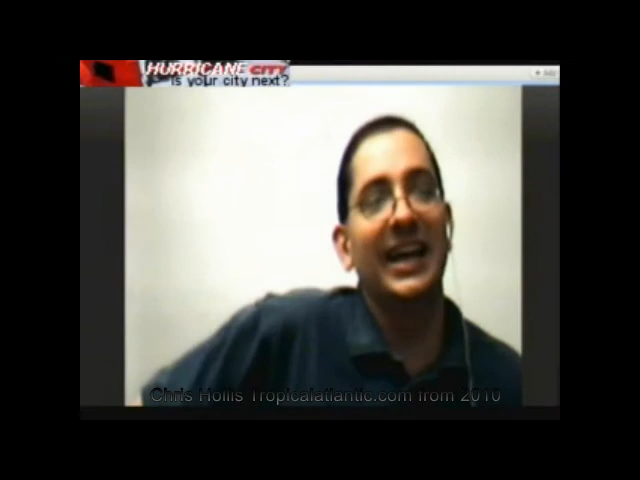 HURRICANE CITY
is your city next?
Chris Hollis Tropicalatlantic.com from 2010